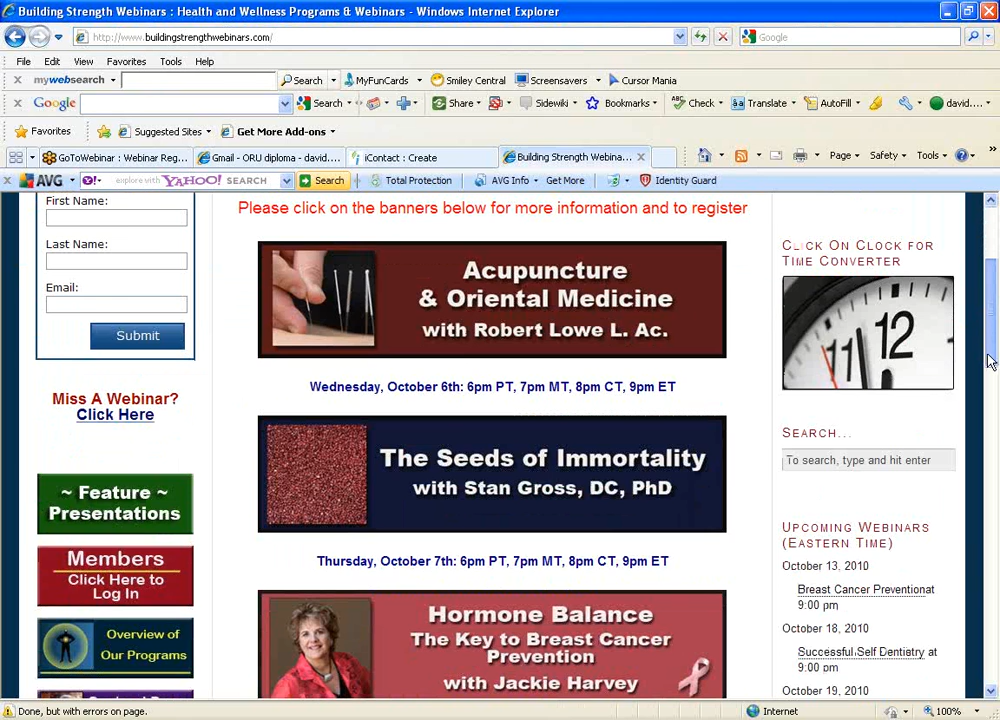 Building Strength Webinars : Health and Wellness Programs & Webinars - Windows Internet Explorer
http://www.buildingstrengthwebinars.com/
Google
File Edit View Favorites Tools Help
mywebsearch Search MyFunCards Smiley Central Screensavers Cursor Mania
Google Search Share Sidewiki Bookmarks Check Translate AutoFill david....
Favorites Suggested Sites Get More Add-ons
GoToWebinar : Webinar Reg... Gmail - ORU diploma - david.... iContact : Create Building Strength Webina... Page Safety Tools
AVG Y! explore with YAHOO! SEARCH Search Total Protection AVG Info Get More Identity Guard
First Name:
Last Name:
Email:
Submit
Miss A Webinar?
Click Here
~ Feature ~
Presentations
Members
Click Here to
Log In
Overview of
Our Programs
Please click on the banners below for more information and to register
Acupuncture
& Oriental Medicine
with Robert Lowe L. Ac.
Wednesday, October 6th: 6pm PT, 7pm MT, 8pm CT, 9pm ET
The Seeds of Immortality
with Stan Gross, DC, PhD
Thursday, October 7th: 6pm PT, 7pm MT, 8pm CT, 9pm ET
Hormone Balance
The Key to Breast Cancer
Prevention
with Jackie Harvey
Click On Clock for
Time Converter
12
11
Search...
To search, type and hit enter
Upcoming Webinars
(Eastern Time)
October 13, 2010
Breast Cancer Preventionat
9:00 pm
October 18, 2010
Successful Self Dentistry at
9:00 pm
October 19, 2010
Done, but with errors on page.
Internet
100%